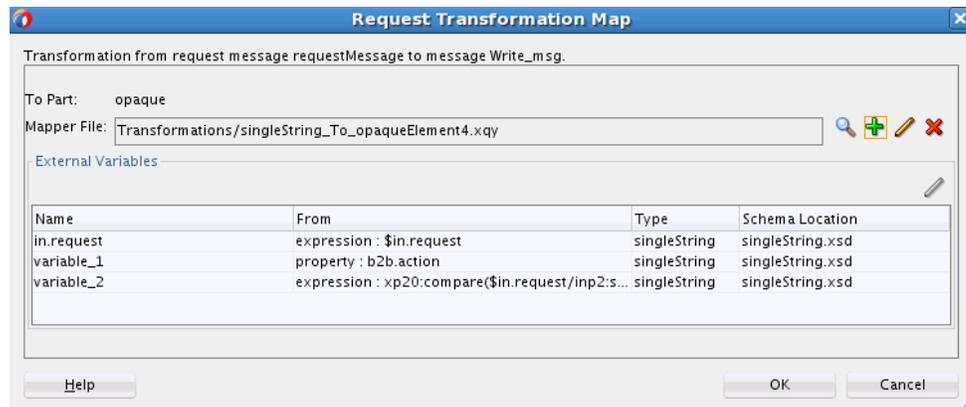 Request Transformation Map
Transformation from request message requestMessage to message Write_msg.
To Part: opaque
Mapper File: Transformations/singleString_To_opaqueElement4.xqy
External Variables
Name From Type Schema Location
in.request expression : $in.request singleString singleString.xsd
variable_1 property : b2b.action singleString singleString.xsd
variable_2 expression : xp20:compare($in.request/inp2:s... singleString singleString.xsd
Help OK Cancel